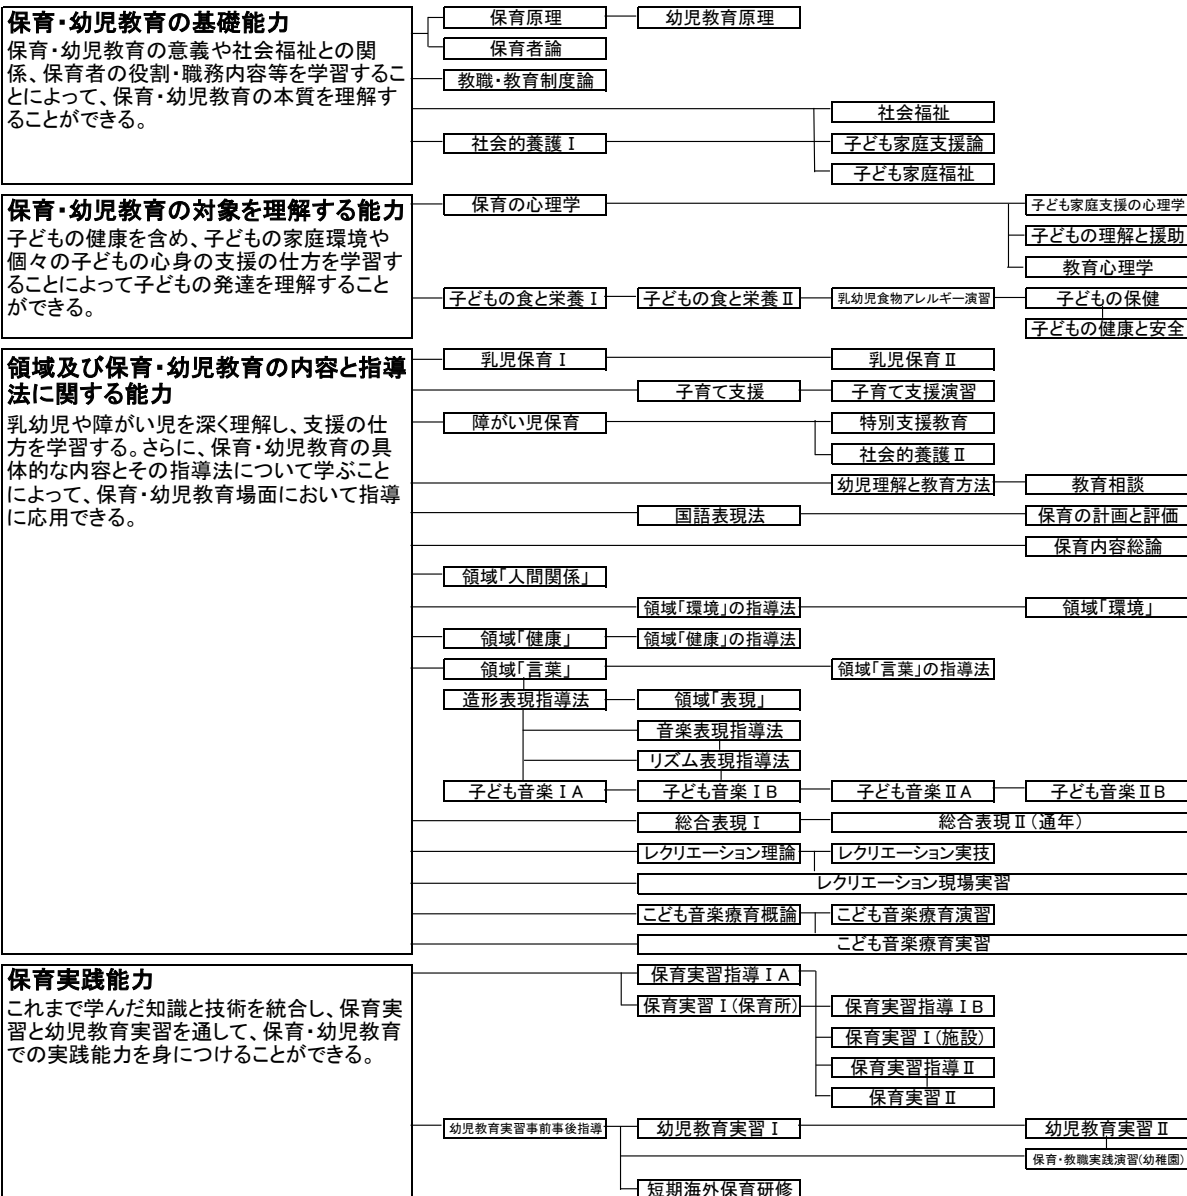 保育・幼児教育の基礎能力
保育・幼児教育の意義や社会福祉との関
係、保育者の役割・職務内容等を学習するこ
とによって、保育・幼児教育の本質を理解す
ることができる。
保育原理
幼児教育原理
保育者論
教職・教育制度論
社会福祉
社会的養護Ⅰ
子ども家庭支援論
子ども家庭福祉
保育・幼児教育の対象を理解する能力
子どもの健康を含め、子どもの家庭環境や
個々の子どもの心身の支援の仕方を学習す
ることによって子どもの発達を理解すること
ができる。
保育の心理学
子ども家庭支援の心理学
子どもの理解と援助
教育心理学
子どもの食と栄養Ⅰ
子どもの食と栄養Ⅱ
乳幼児食物アレルギー演習
子どもの保健
子どもの健康と安全
領域及び保育・幼児教育の内容と指導
法に関する能力
乳幼児や障がい児を深く理解し、支援の仕
方を学習する。さらに、保育・幼児教育の具
体的な内容とその指導法について学ぶこと
によって、保育・幼児教育場面において指導
に応用できる。
乳児保育Ⅰ
乳児保育Ⅱ
子育て支援
子育て支援演習
障がい児保育
特別支援教育
社会的養護Ⅱ
幼児理解と教育方法
教育相談
国語表現法
保育の計画と評価
保育内容総論
領域「人間関係」
領域「環境」の指導法
領域「環境」
領域「健康」
領域「健康」の指導法
領域「言葉」
領域「言葉」の指導法
造形表現指導法
領域「表現」
音楽表現指導法
リズム表現指導法
子ども音楽ⅠA
子ども音楽ⅠB
子ども音楽ⅡA
子ども音楽ⅡB
総合表現Ⅰ
総合表現Ⅱ(通年)
レクリエーション理論
レクリエーション実技
レクリエーション現場実習
こども音楽療育概論
こども音楽療育演習
こども音楽療育実習
保育実践能力
これまで学んだ知識と技術を統合し、保育実
習と幼児教育実習を通して、保育・幼児教育
での実践能力を身につけることができる。
保育実習指導ⅠA
保育実習Ⅰ(保育所)
保育実習指導ⅠB
保育実習Ⅰ(施設)
保育実習指導Ⅱ
保育実習Ⅱ
幼児教育実習事前事後指導
幼児教育実習Ⅰ
幼児教育実習Ⅱ
保育・教職実践演習(幼稚園)
短期海外保育研修